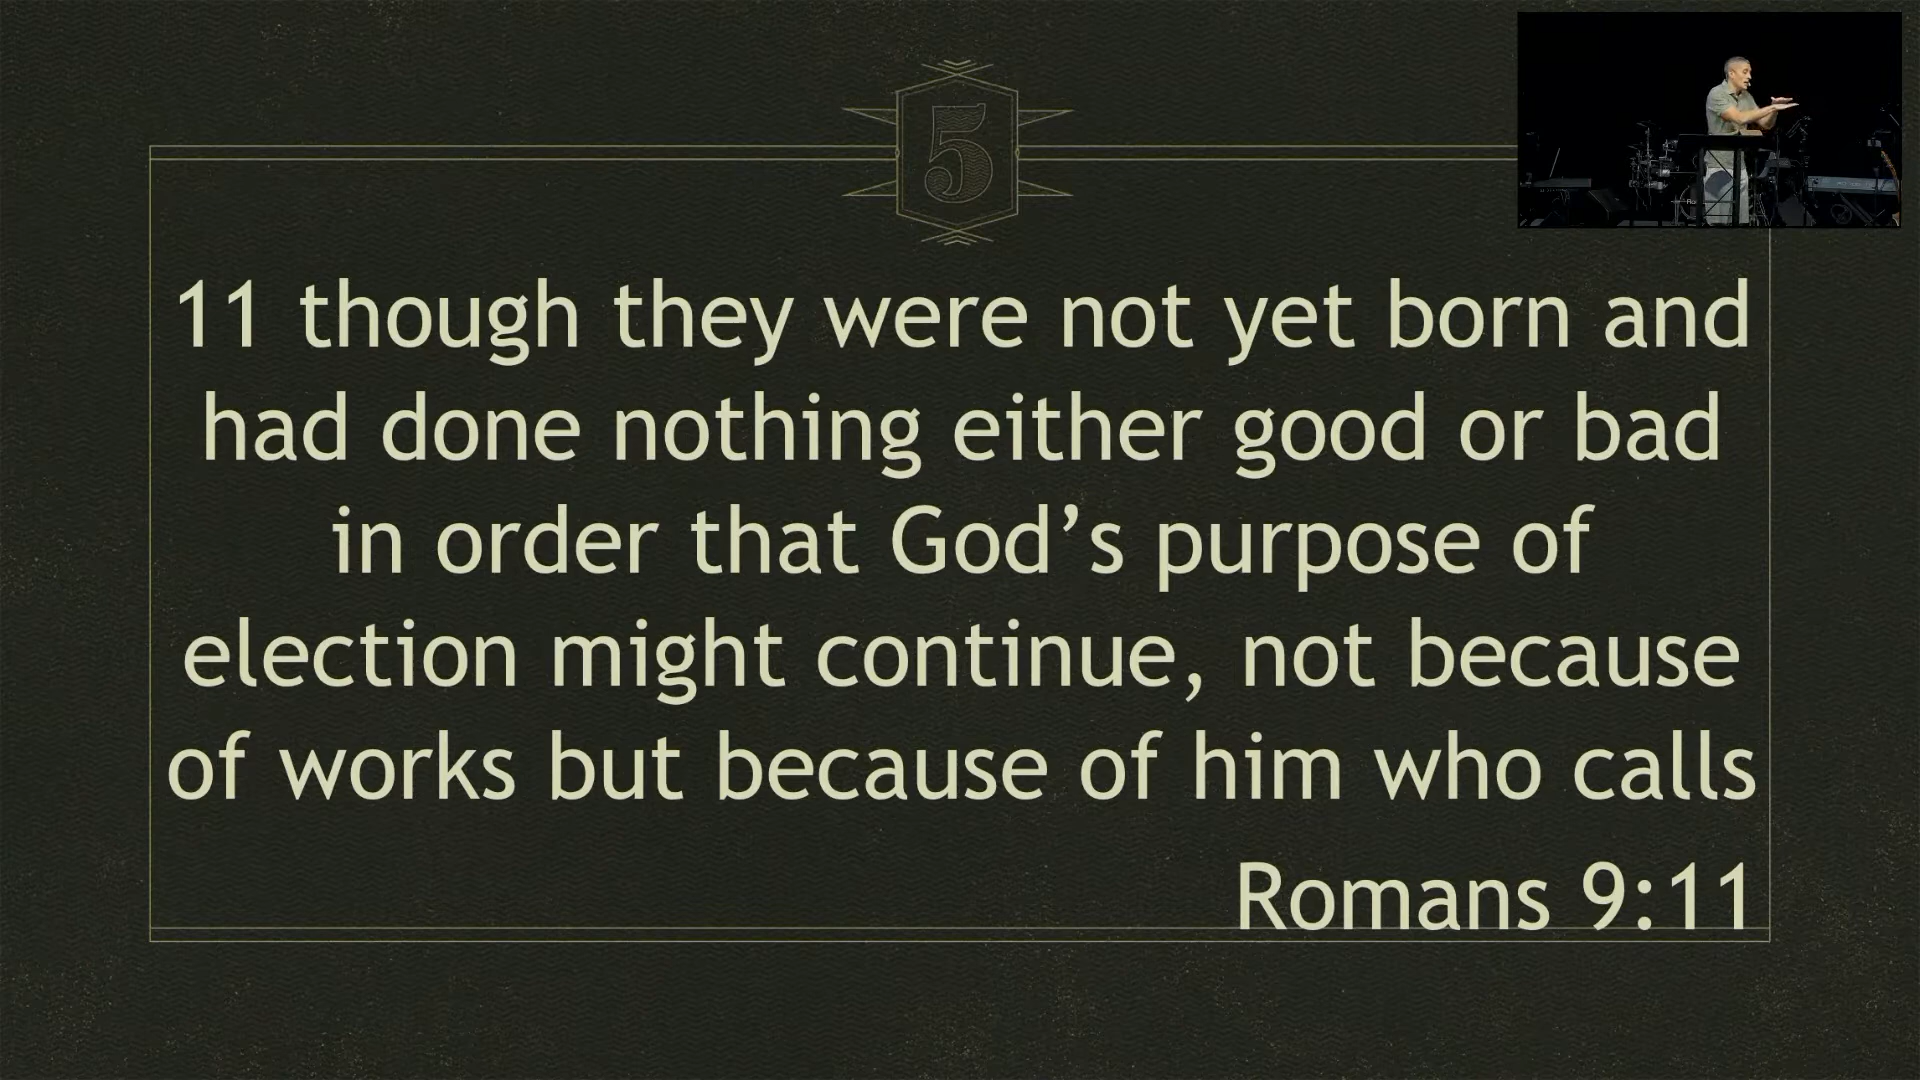 5
11 though they were not yet born and
had done nothing either good or bad
in order that God’s purpose of
election might continue, not because
of works but because of him who calls
Romans 9:11